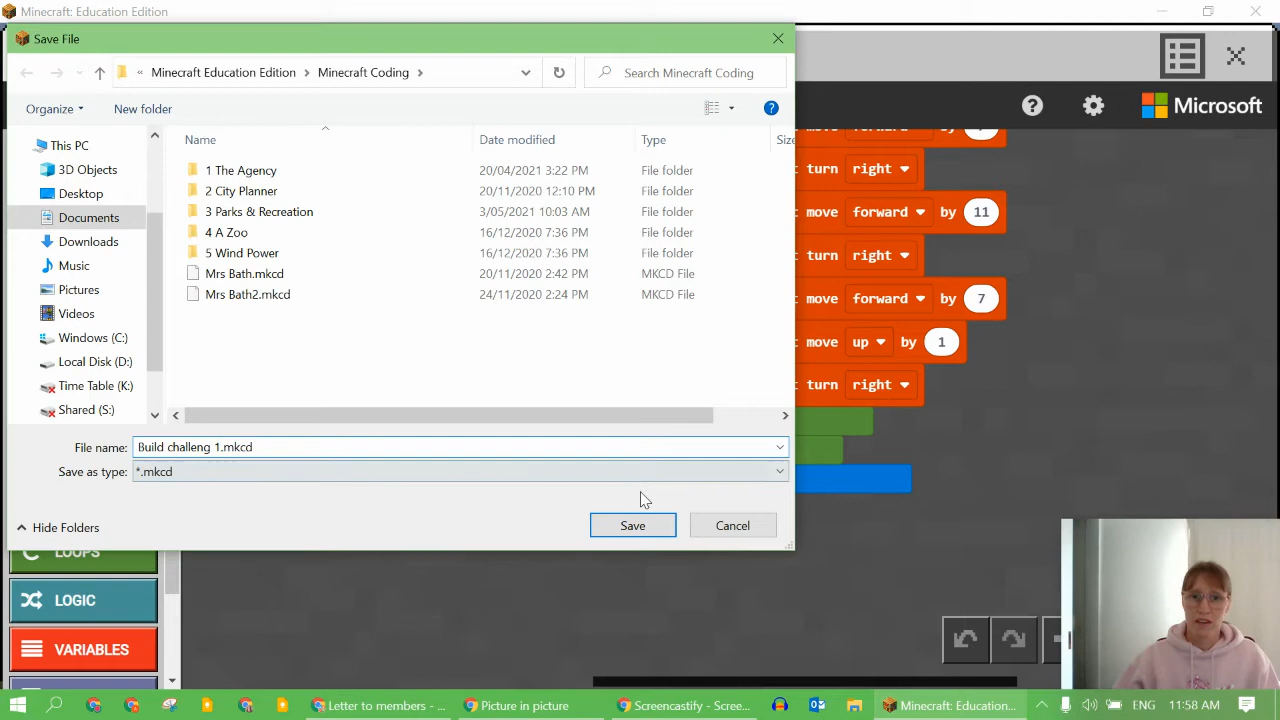 Minecraft: Education Edition
Save File
« Minecraft Education Edition > Minecraft Coding >
Search Minecraft Coding
Organize
New folder
Microsoft
Name
Date modified
Type
Size
This PC
3D Objects
Desktop
Documents
Downloads
Music
Pictures
Videos
Windows (C:)
Local Disk (D:)
Time Table (K:)
Shared (S:)
1 The Agency 20/04/2021 3:22 PM File folder
2 City Planner 20/11/2020 12:10 PM File folder
3 Parks & Recreation 3/05/2021 10:03 AM File folder
4 A Zoo 16/12/2020 7:36 PM File folder
5 Wind Power 16/12/2020 7:36 PM File folder
Mrs Bath.mkcd 20/11/2020 2:42 PM MKCD File
Mrs Bath2.mkcd 24/11/2020 2:24 PM MKCD File
File name: Build challeng 1.mkcd
Save as type: *.mkcd
Hide Folders
Save
Cancel
turn right
move forward by 11
turn right
move forward by 7
move up by 1
turn right
LOOPS
LOGIC
VARIABLES
Letter to members - ...
Picture in picture
Screencastify - Scree...
Minecraft: Education...
ENG
11:58 AM